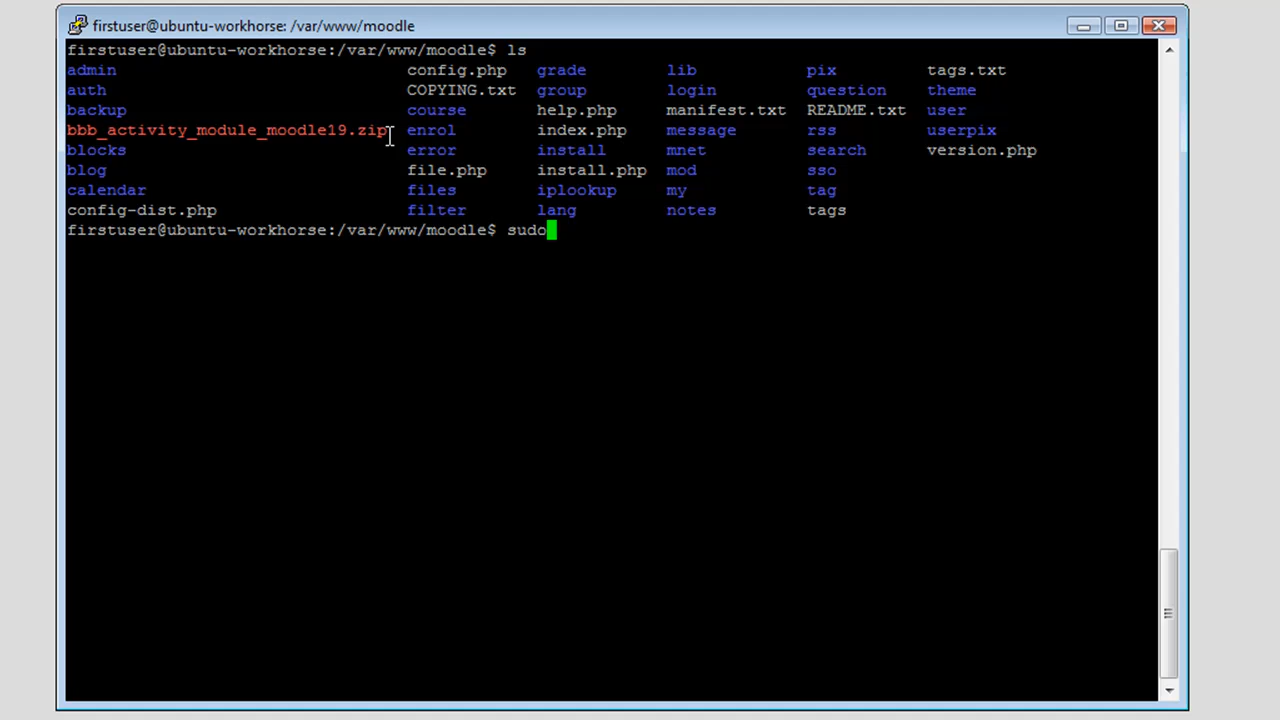 firstuser@ubuntu-workhorse: /var/www/moodle
firstuser@ubuntu-workhorse:/var/www/moodle$ ls
admin config.php grade lib pix tags.txt
auth COPYING.txt group login question theme
backup course help.php manifest.txt README.txt user
bbb_activity_module_moodle19.zip enrol index.php message rss userpix
blocks error install mnet search version.php
blog file.php install.php mod sso
calendar files iplookup my tag
config-dist.php filter lang notes tags
firstuser@ubuntu-workhorse:/var/www/moodle$ sudo